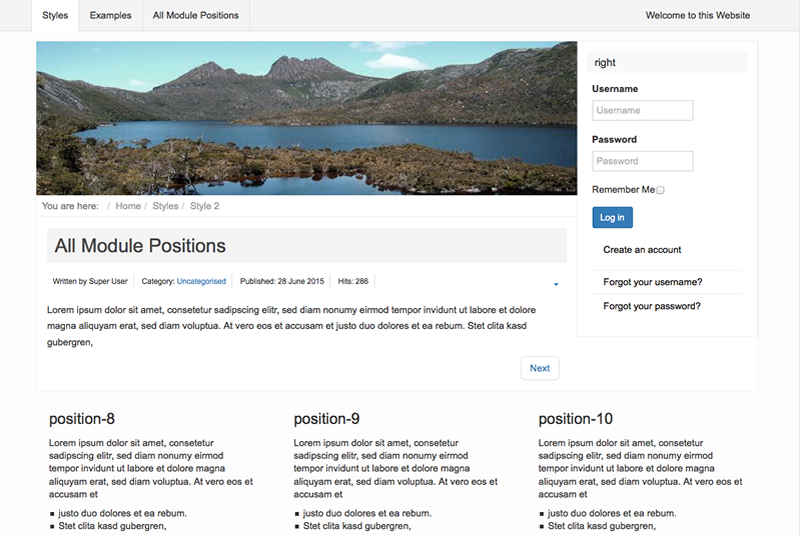 Styles Examples All Module Positions Welcome to this Website
right
Username
Username
Password
Password
Remember Me
Log in
Create an account
Forgot your username?
Forgot your password?
You are here: / Home / Styles / Style 2
All Module Positions
Written by Super User Category: Uncategorised Published: 28 June 2015 Hits: 286
Lorem ipsum dolor sit amet, consetetur sadipscing elitr, sed diam nonumy eirmod tempor invidunt ut labore et dolore
magna aliquyam erat, sed diam voluptua. At vero eos et accusam et justo duo dolores et ea rebum. Stet clita kasd
gubergren,
Next
position-8
Lorem ipsum dolor sit amet, consetetur
sadipscing elitr, sed diam nonumy eirmod
tempor invidunt ut labore et dolore magna
aliquyam erat, sed diam voluptua. At vero eos et
accusam et
justo duo dolores et ea rebum.
Stet clita kasd gubergren,
position-9
Lorem ipsum dolor sit amet, consetetur
sadipscing elitr, sed diam nonumy eirmod
tempor invidunt ut labore et dolore magna
aliquyam erat, sed diam voluptua. At vero eos et
accusam et
justo duo dolores et ea rebum.
Stet clita kasd gubergren,
position-10
Lorem ipsum dolor sit amet, consetetur
sadipscing elitr, sed diam nonumy eirmod
tempor invidunt ut labore et dolore magna
aliquyam erat, sed diam voluptua. At vero eos et
accusam et
justo duo dolores et ea rebum.
Stet clita kasd gubergren,